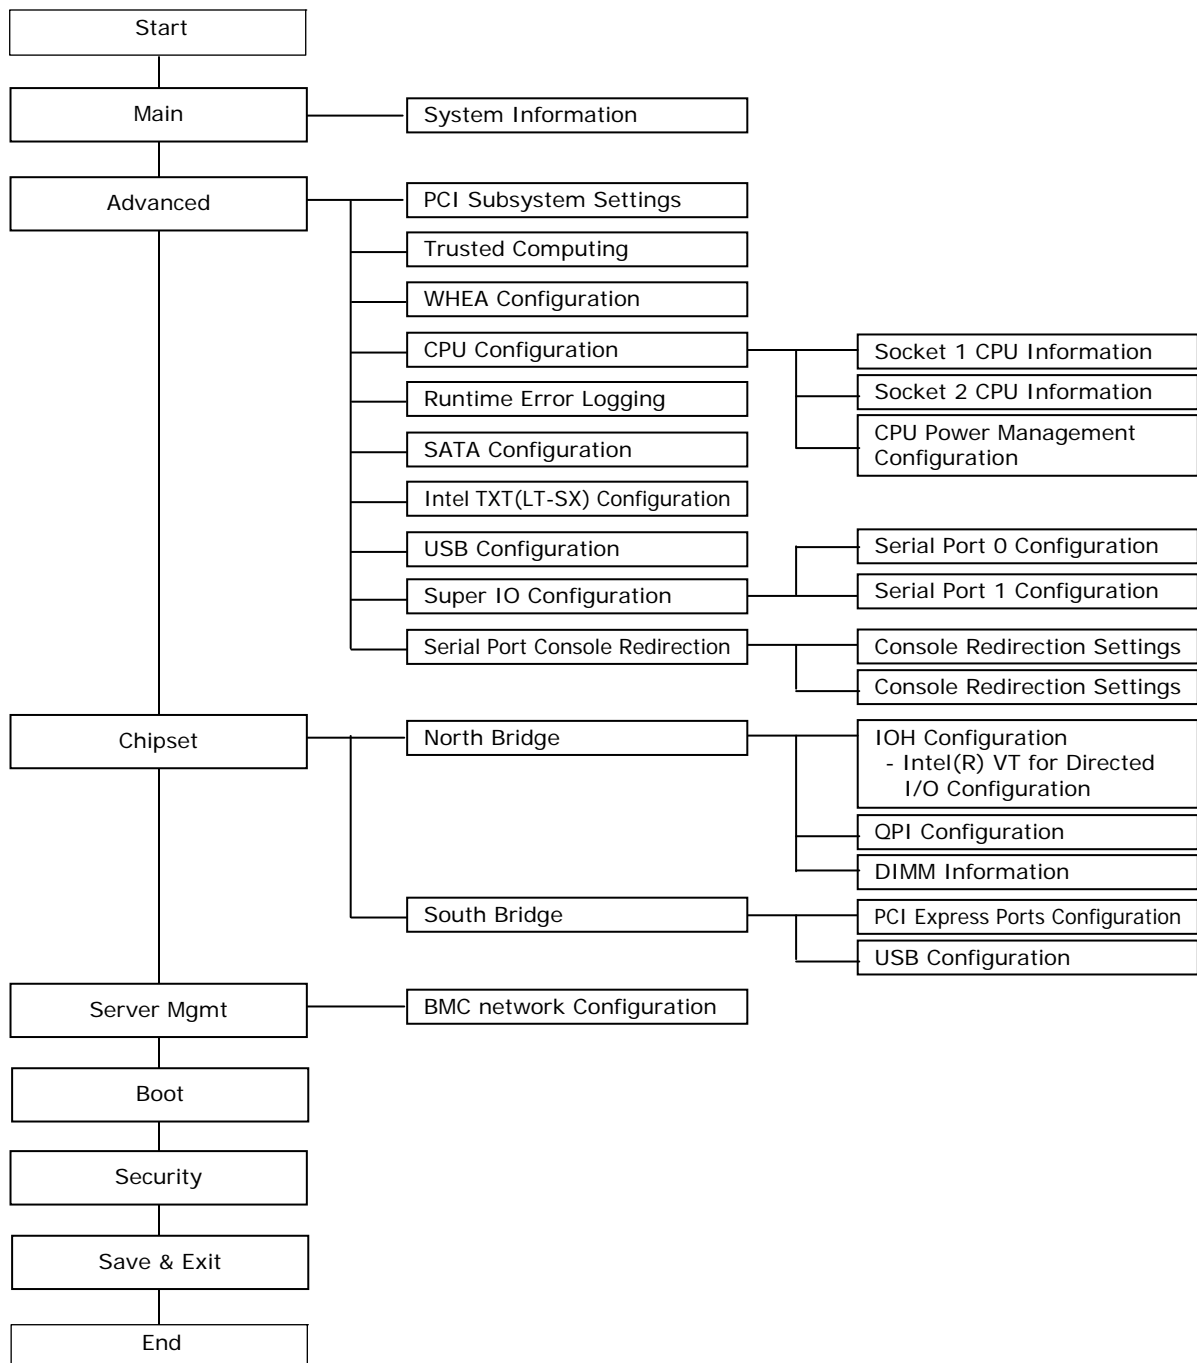 Start
Main
System Information
Advanced
PCI Subsystem Settings
Trusted Computing
WHEA Configuration
CPU Configuration
Socket 1 CPU Information
Socket 2 CPU Information
CPU Power Management
Configuration
Runtime Error Logging
SATA Configuration
Intel TXT(LT-SX) Configuration
USB Configuration
Super IO Configuration
Serial Port 0 Configuration
Serial Port 1 Configuration
Serial Port Console Redirection
Console Redirection Settings
Console Redirection Settings
Chipset
North Bridge
IOH Configuration
- Intel(R) VT for Directed
I/O Configuration
QPI Configuration
DIMM Information
South Bridge
PCI Express Ports Configuration
USB Configuration
Server Mgmt
BMC network Configuration
Boot
Security
Save & Exit
End